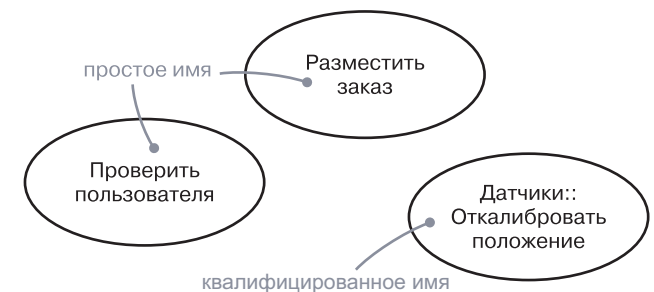 Разместить
заказ
простое имя
Проверить
пользователя
Датчики::
Откалибровать
положение
квалифицированное имя